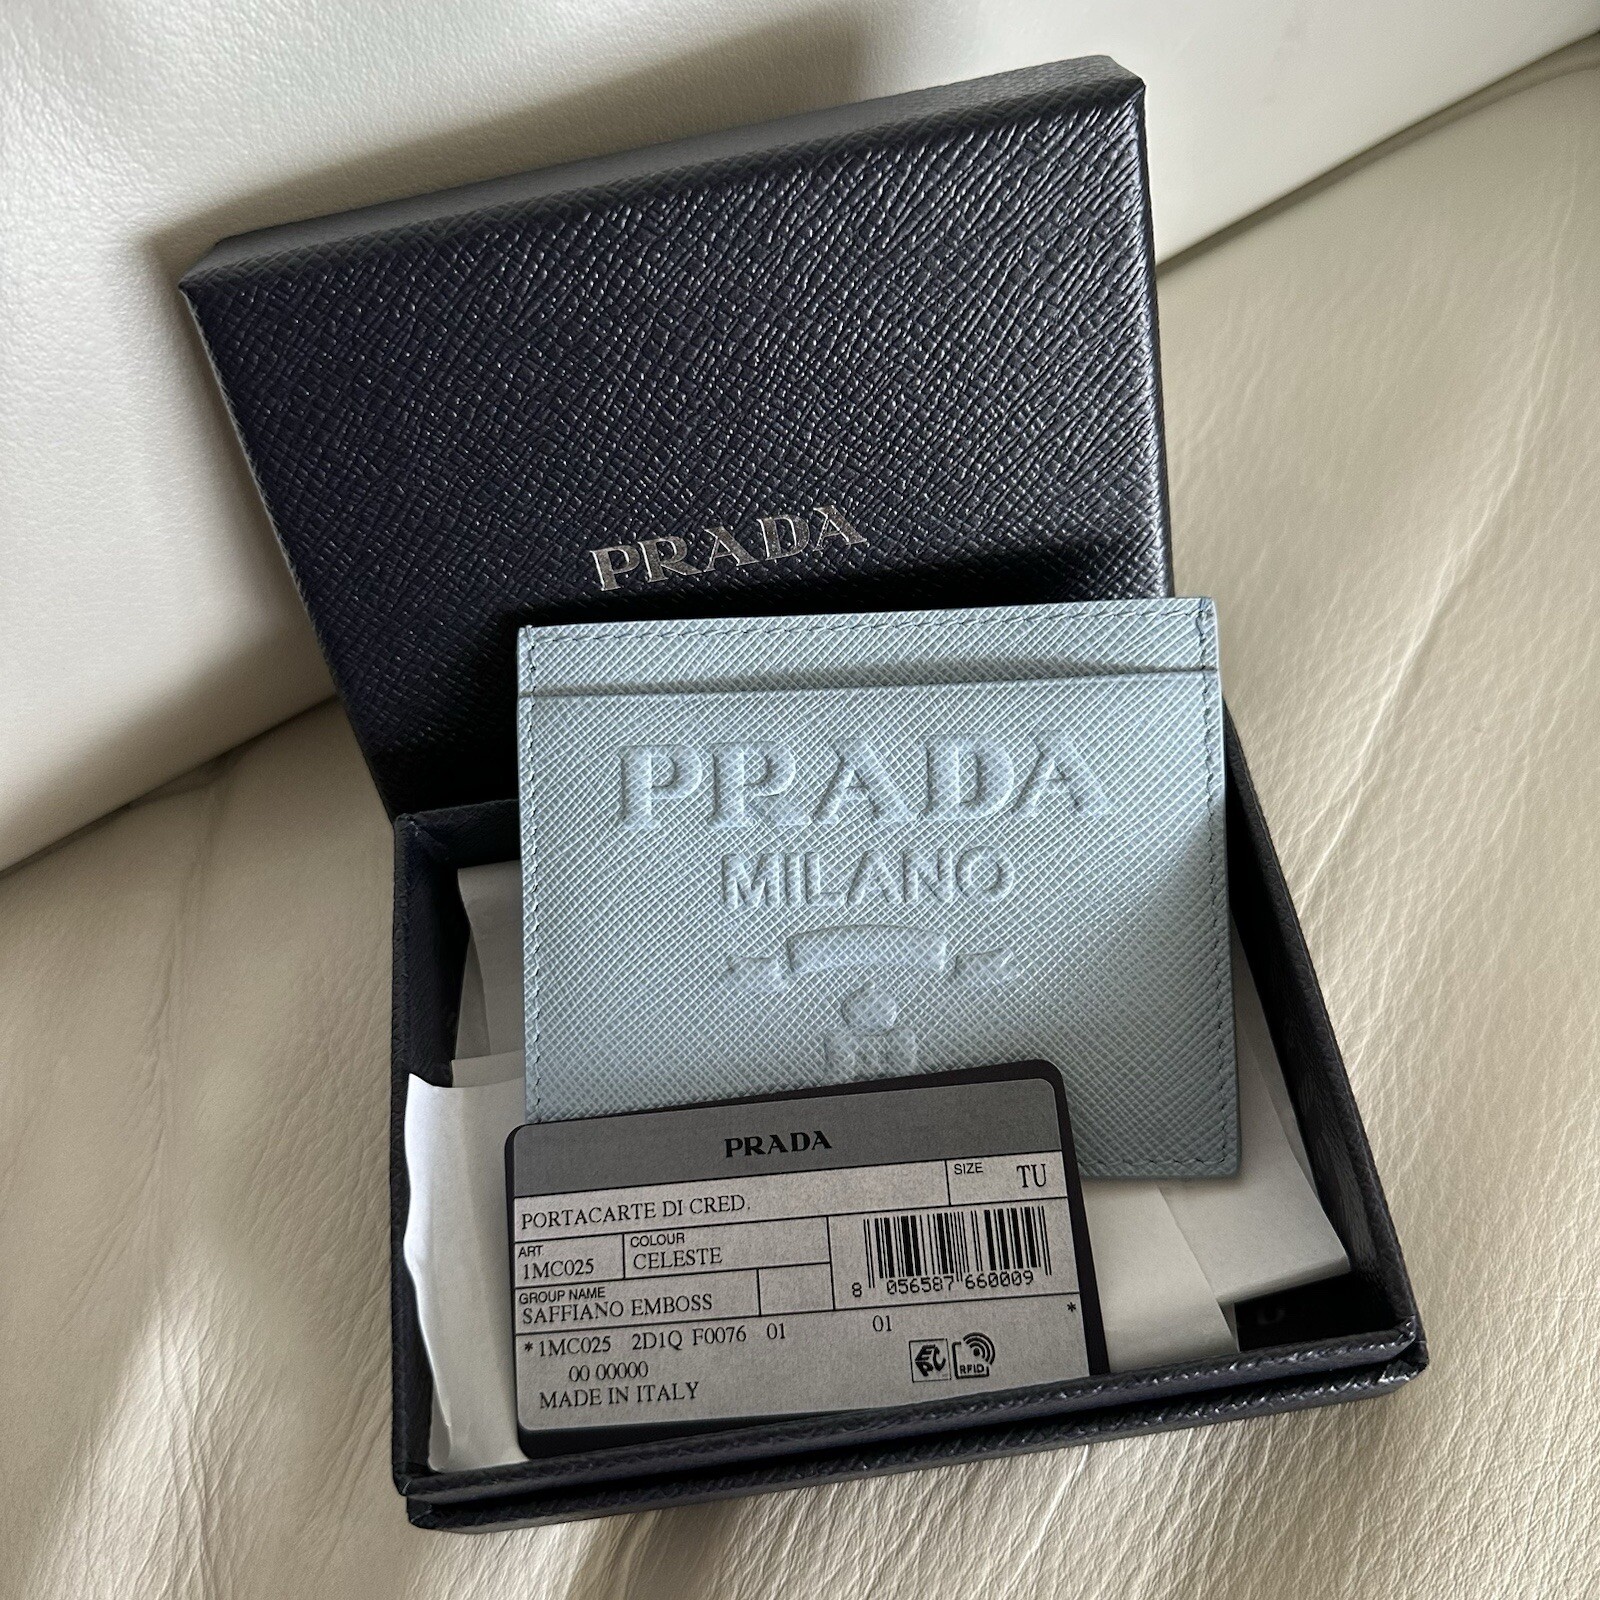 PRADA
PRADA
MILANO
PRADA
PORTACARTE DI CRED.
SIZE TU
ART. 1MC025
COLOUR CELESTE
GROUP NAME
SAFFIANO EMBOSS
8 056587 660009
*1MC025 2D1Q F0076 01 01 *
00 00000
MADE IN ITALY
EPC
RFID